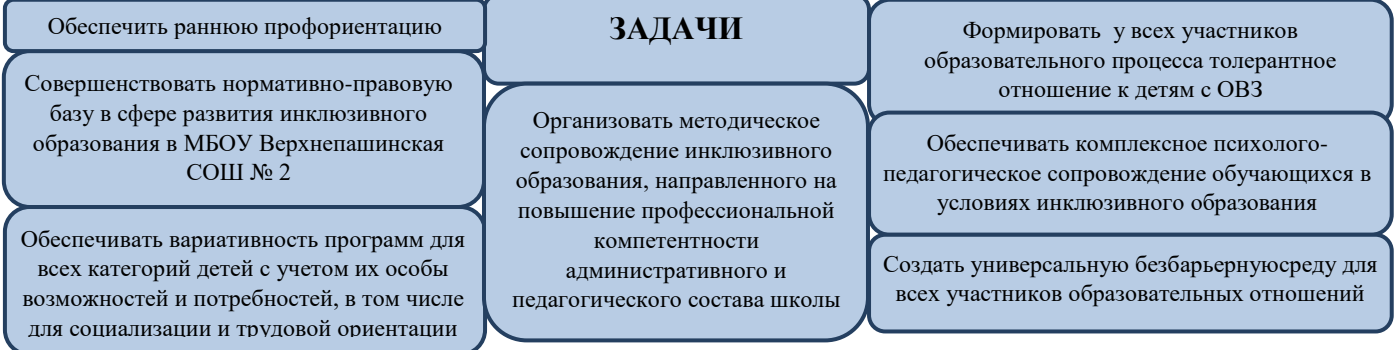 Обеспечить раннюю профориентацию
Совершенствовать нормативно-правовую
базу в сфере развития инклюзивного
образования в МБОУ Верхнепашинская
СОШ № 2
Обеспечивать вариативность программ для
всех категорий детей с учетом их особы
возможностей и потребностей, в том числе
для социализации и трудовой ориентации
ЗАДАЧИ
Организовать методическое
сопровождение инклюзивного
образования, направленного на
повышение профессиональной
компетентности
административного и
педагогического состава школы
Формировать у всех участников
образовательного процесса толерантное
отношение к детям с ОВЗ
Обеспечивать комплексное психолого-
педагогическое сопровождение обучающихся в
условиях инклюзивного образования
Создать универсальную безбарьернуюсреду для
всех участников образовательных отношений